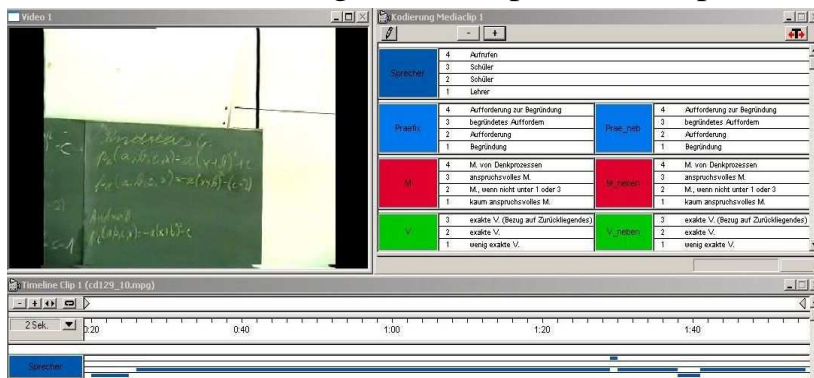 Video 1
Kodierung Mediaclip 1
- +
Sprecher
4 Aufrufen
3 Schüler
2 Schüler
1 Lehrer
Praefix
4 Aufforderung zur Begründung
3 begründetes Auffordern
2 Aufforderung
1 Begründung
Prae_neb
4 Aufforderung zur Begründung
3 begründetes Auffordern
2 Aufforderung
1 Begründung
M
4 M. von Denkprozessen
3 anspruchsvolles M.
2 M., wenn nicht unter 1 oder 3
1 kaum anspruchsvolles M.
M_neben
4 M. von Denkprozessen
3 anspruchsvolles M.
2 M., wenn nicht unter 1 oder 3
1 kaum anspruchsvolles M.
V
3 exakte V. (Bezug auf Zurückliegendes)
2 exakte V.
1 wenig exakte V.
V_neben
3 exakte V. (Bezug auf Zurückliegendes)
2 exakte V.
1 wenig exakte V.
Timeline Clip 1 (cd129_10.mpg)
2 Sek.
0:20 0:40 1:00 1:20 1:40
Sprecher